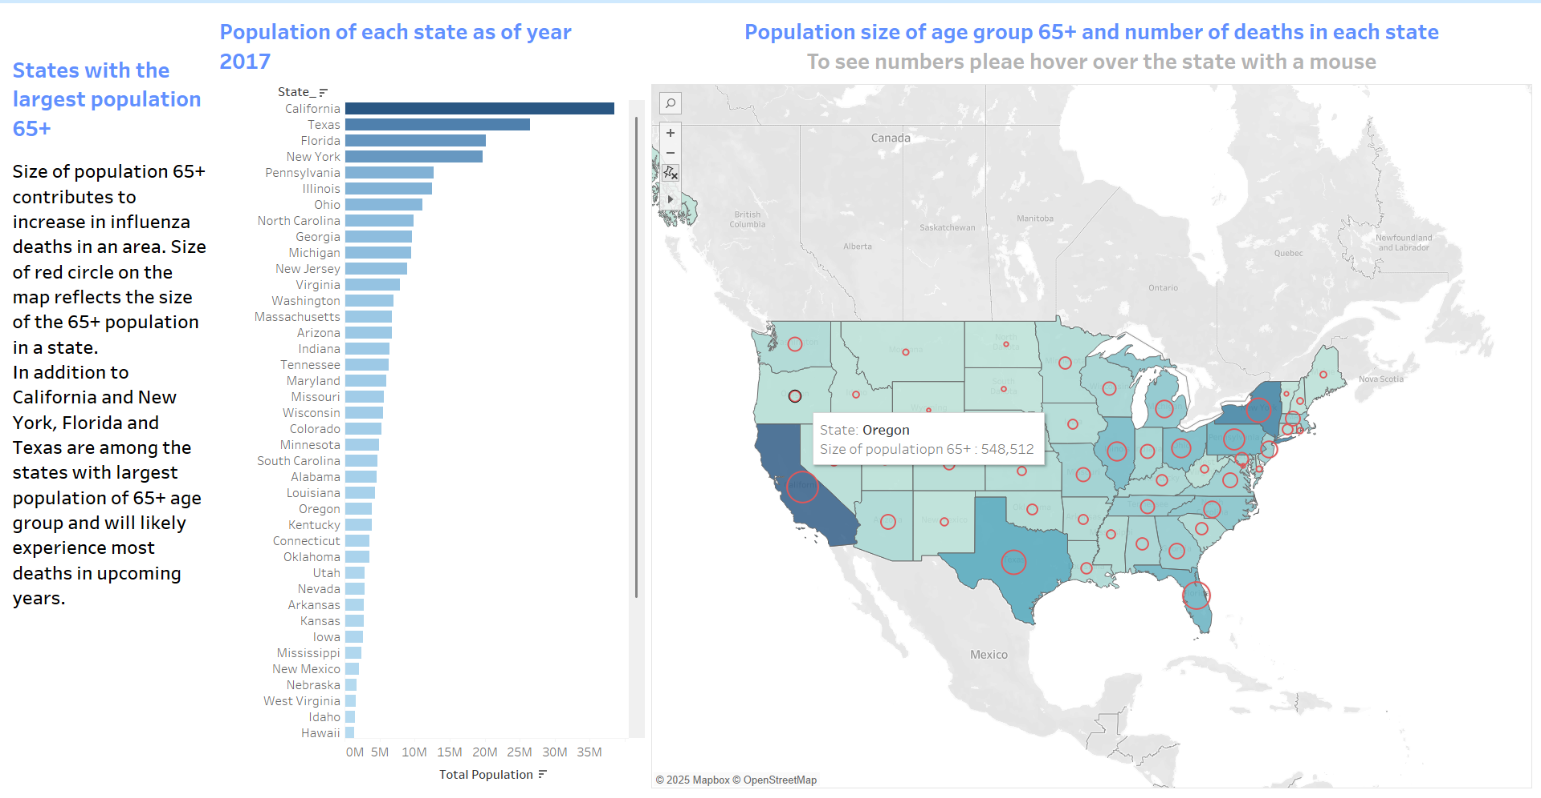 States with the
largest population
65+
Size of population 65+
contributes to
increase in influenza
deaths in an area. Size
of red circle on the
map reflects the size
of the 65+ population
in a state.
In addition to
California and New
York, Florida and
Texas are among the
states with largest
population of 65+ age
group and will likely
experience most
deaths in upcoming
years.
Population of each state as of year
2017
State_
California
Texas
Florida
New York
Pennsylvania
Illinois
Ohio
North Carolina
Georgia
Michigan
New Jersey
Virginia
Washington
Massachusetts
Arizona
Indiana
Tennessee
Maryland
Missouri
Wisconsin
Colorado
Minnesota
South Carolina
Alabama
Louisiana
Oregon
Kentucky
Connecticut
Oklahoma
Utah
Nevada
Arkansas
Kansas
Iowa
Mississippi
New Mexico
Nebraska
West Virginia
Idaho
Hawaii
0M 5M 10M 15M 20M 25M 30M 35M
Total Population
Population size of age group 65+ and number of deaths in each state
To see numbers pleae hover over the state with a mouse
Canada
British
Columbia
Alberta
Saskatchewan
Manitoba
Ontario
Quebec
Newfoundland
and Labrador
Nova Scotia
State: Oregon
Size of populatiopn 65+ : 548,512
Mexico
© 2025 Mapbox © OpenStreetMap